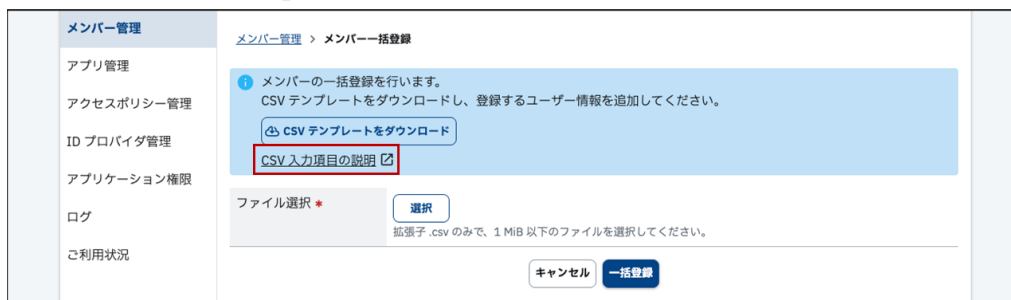 メンバー管理
アプリ管理
アクセスポリシー管理
ID プロバイダ管理
アプリケーション権限
ログ
ご利用状況
メンバー管理 > メンバー一括登録
メンバーの一括登録を行います。
CSV テンプレートをダウンロードし、登録するユーザー情報を追加してください。
CSV テンプレートをダウンロード
CSV 入力項目の説明
ファイル選択 *
選択
拡張子 .csv のみで、1 MiB 以下のファイルを選択してください。
キャンセル 一括登録